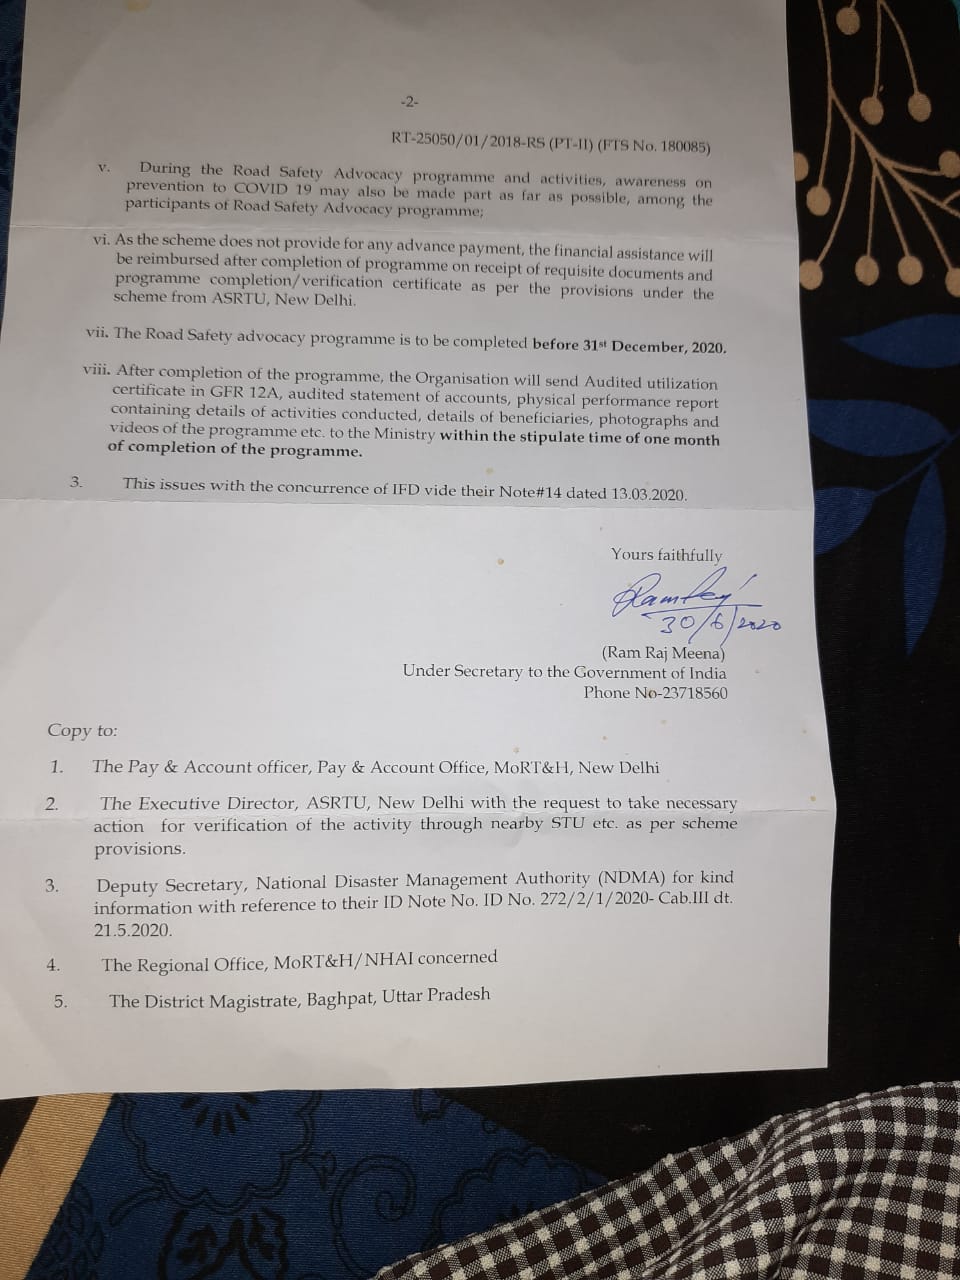 -2-
RT-25050/01/2018-RS (PT-II) (FTS No. 180085)
v. During the Road Safety Advocacy programme and activities, awareness on
prevention to COVID 19 may also be made part as far as possible, among the
participants of Road Safety Advocacy programme;
vi. As the scheme does not provide for any advance payment, the financial assistance will
be reimbursed after completion of programme on receipt of requisite documents and
programme completion/verification certificate as per the provisions under the
scheme from ASRTU, New Delhi.
vii. The Road Safety advocacy programme is to be completed before 31st December, 2020.
viii. After completion of the programme, the Organisation will send Audited utilization
certificate in GFR 12A, audited statement of accounts, physical performance report
containing details of activities conducted, details of beneficiaries, photographs and
videos of the programme etc. to the Ministry within the stipulate time of one month
of completion of the programme.
3. This issues with the concurrence of IFD vide their Note#14 dated 13.03.2020.
Yours faithfully
30/6/2020
(Ram Raj Meena)
Under Secretary to the Government of India
Phone No-23718560
Copy to:
1. The Pay & Account officer, Pay & Account Office, MoRT&H, New Delhi
2. The Executive Director, ASRTU, New Delhi with the request to take necessary
action for verification of the activity through nearby STU etc. as per scheme
provisions.
3. Deputy Secretary, National Disaster Management Authority (NDMA) for kind
information with reference to their ID Note No. ID No. 272/2/1/2020- Cab.III dt.
21.5.2020.
4. The Regional Office, MoRT&H/NHAI concerned
5. The District Magistrate, Baghpat, Uttar Pradesh